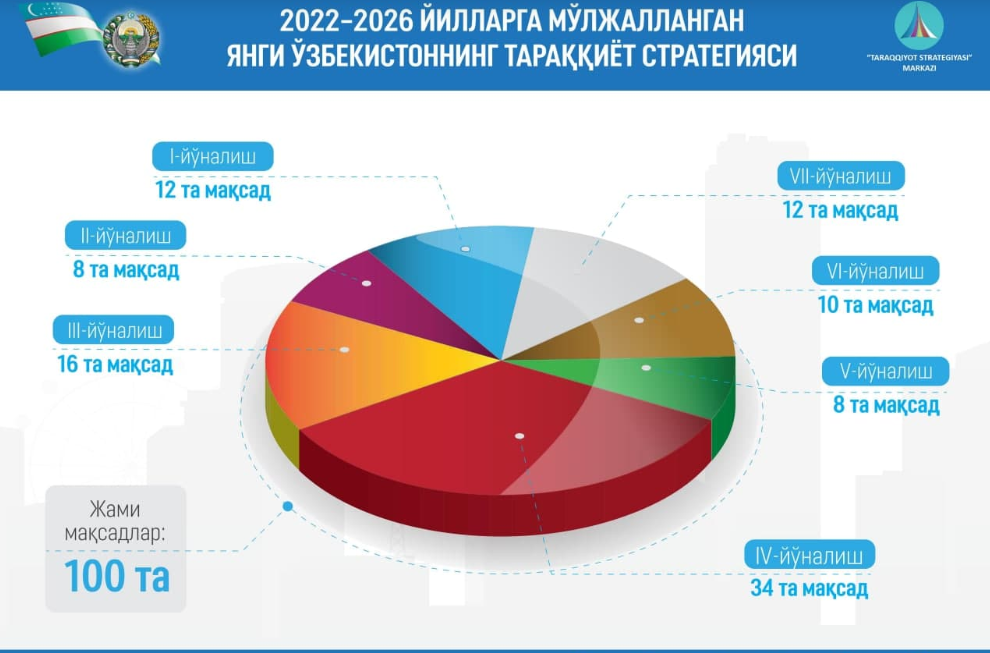 2022–2026 ЙИЛЛАРГА МЎЛЖАЛЛАНГАН
ЯНГИ ЎЗБЕКИСТОННИНГ ТАРАҚҚИЁТ СТРАТЕГИЯСИ
"TARAQQIYOT STRATEGIYASI"
MARKAZI
I-йўналиш
12 та мақсад
II-йўналиш
8 та мақсад
III-йўналиш
16 та мақсад
VII-йўналиш
12 та мақсад
VI-йўналиш
10 та мақсад
V-йўналиш
8 та мақсад
IV-йўналиш
34 та мақсад
Жами
мақсадлар:
100 та